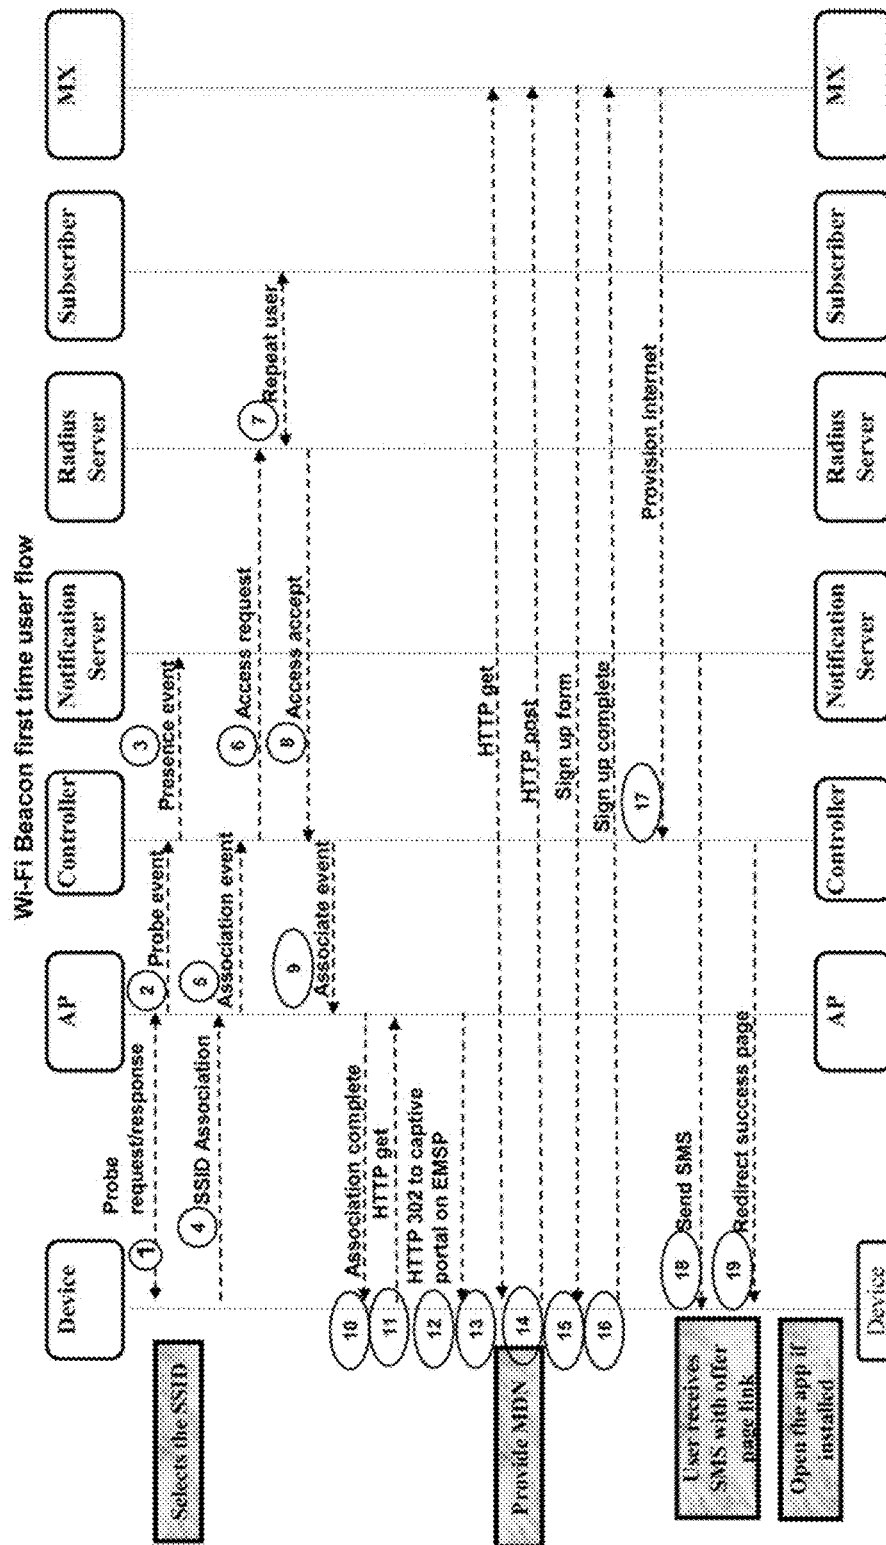 Wi-Fi Beacon first time user flow
Device
AP
Controller
Notification
Server
Radius
Server
Subscriber
MX
Selects the SSID
1
Probe
request/response
2
Probe event
3
Presence event
4
SSID Association
5
Association event
6
Access request
7
Repeat user
8
Access accept
9
Associate event
10
Association complete
11
HTTP get
12
HTTP 302 to captive
portal on EMSP
13
HTTP get
Provide MDN
14
HTTP post
15
Sign up form
16
Sign up complete
17
Provision Internet
User receives
SMS with offer
page link
18
Send SMS
19
Redirect success page
Open the app if
installed
Device
AP
Controller
Notification
Server
Radius
Server
Subscriber
MX